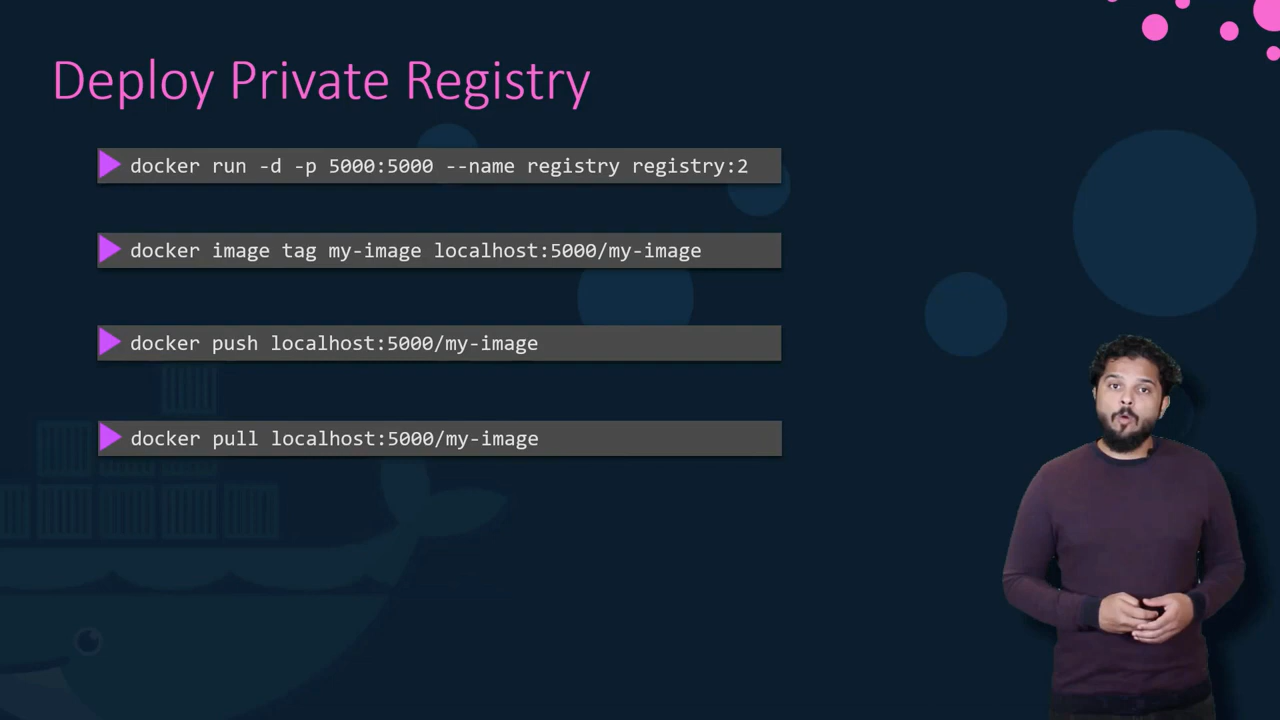 Deploy Private Registry
docker run -d -p 5000:5000 --name registry registry:2
docker image tag my-image localhost:5000/my-image
docker push localhost:5000/my-image
docker pull localhost:5000/my-image